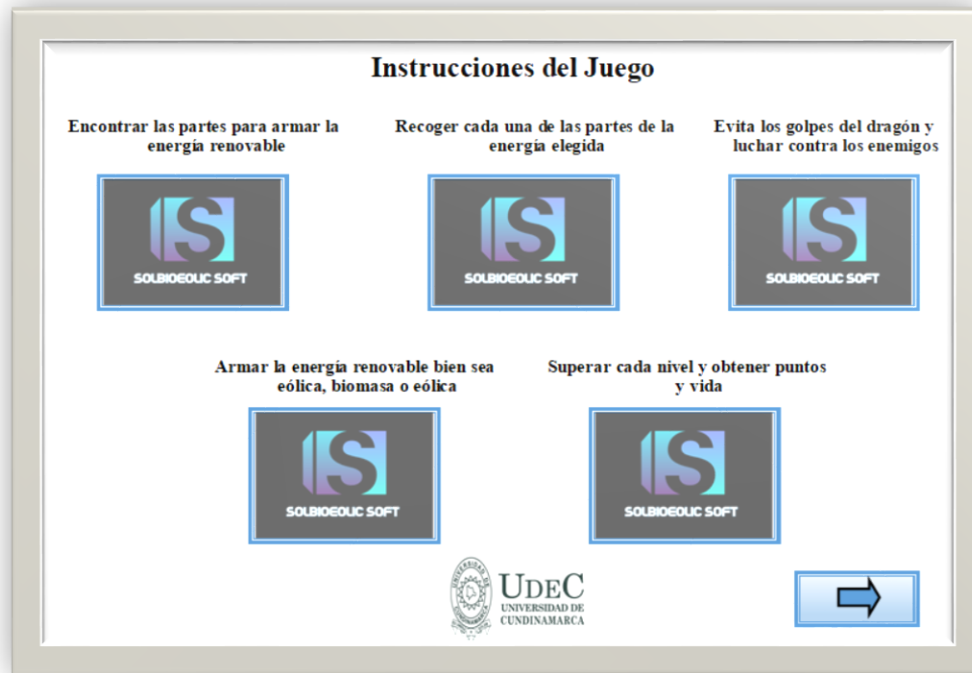 Instrucciones del Juego
Encontrar las partes para armar la
energía renovable
Recoger cada una de las partes de la
energía elegida
Evita los golpes del dragón y
luchar contra los enemigos
SOLBIOEOLIC SOFT
SOLBIOEOLIC SOFT
SOLBIOEOLIC SOFT
Armar la energía renovable bien sea
eólica, biomasa o eólica
Superar cada nivel y obtener puntos
y vida
SOLBIOEOLIC SOFT
SOLBIOEOLIC SOFT
UDEC
UNIVERSIDAD DE
CUNDINAMARCA